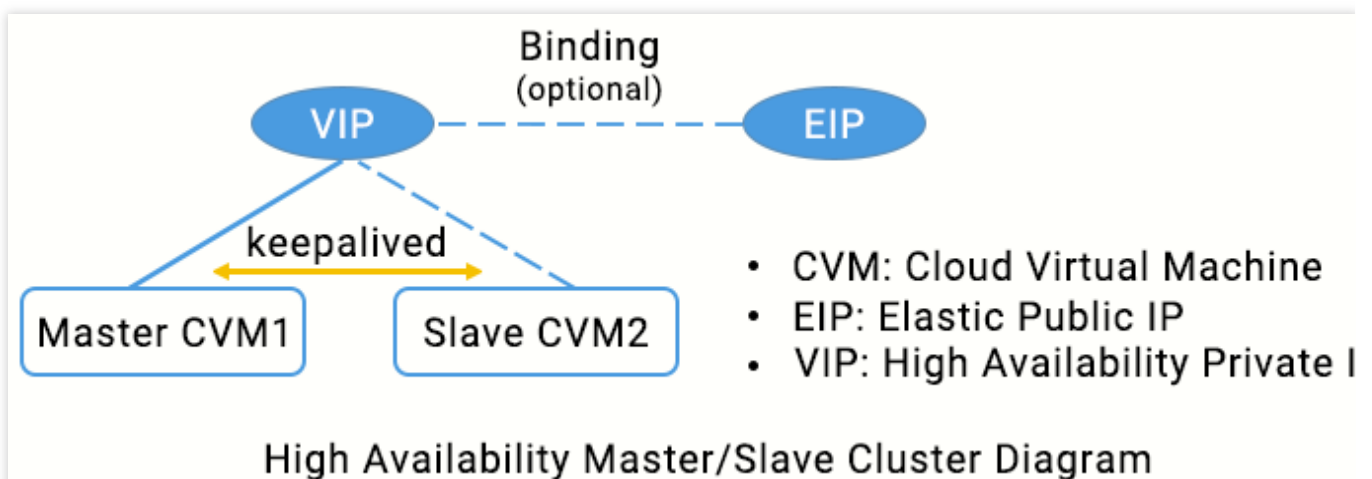 Binding
(optional)
VIP
EIP
keepalived
Master CVM1
Slave CVM2
• CVM: Cloud Virtual Machine
• EIP: Elastic Public IP
• VIP: High Availability Private I
High Availability Master/Slave Cluster Diagram